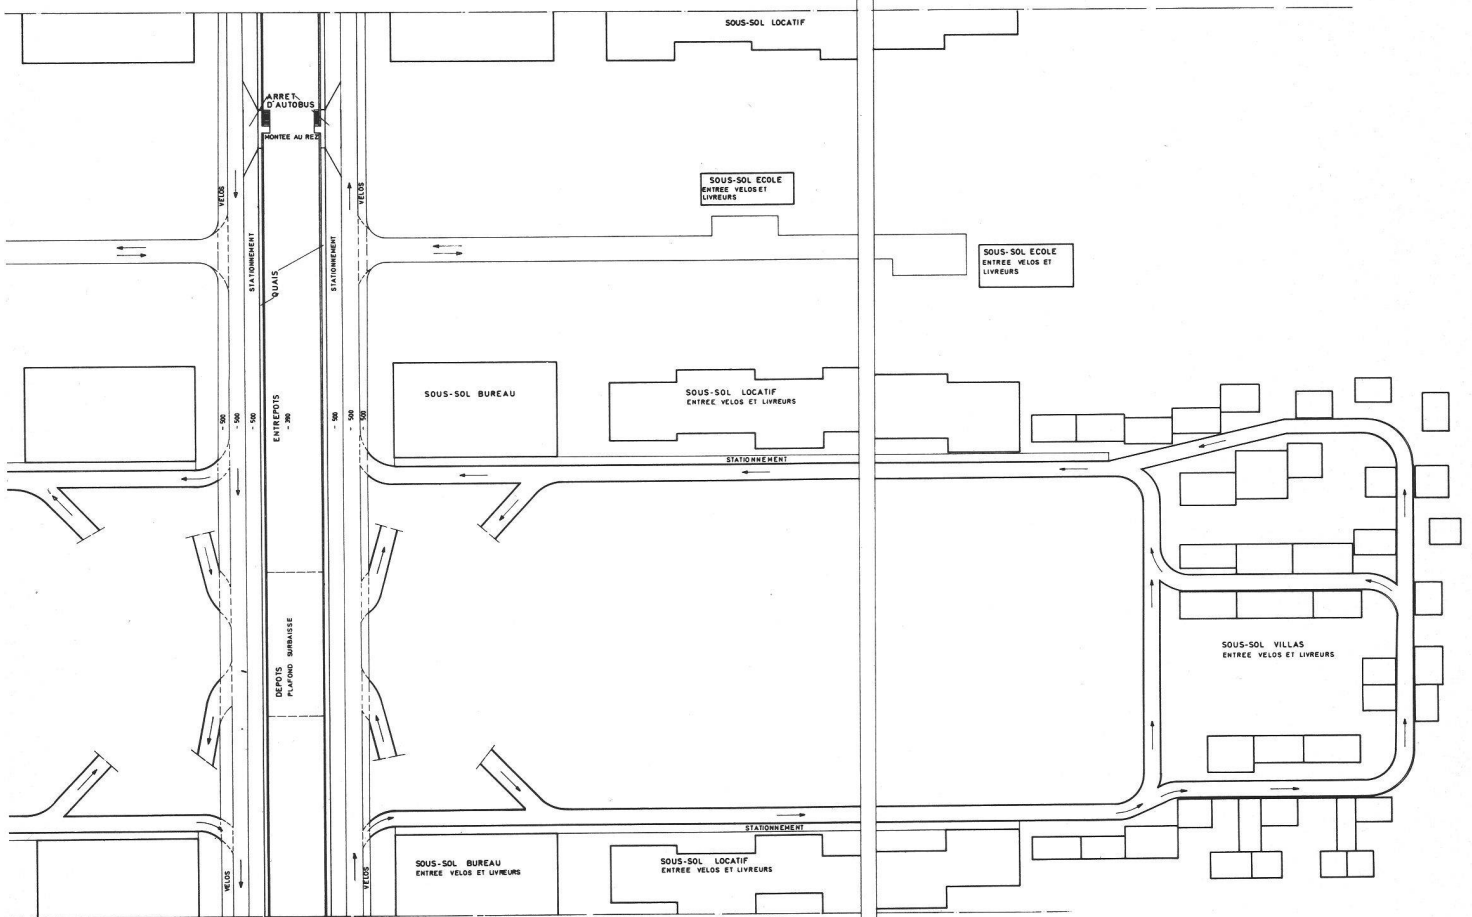 SOUS-SOL LOCATIF
ARRET
D'AUTOBUS
MONTEE AU REZ
SOUS-SOL ECOLE
ENTREE VELOS ET
LIVREURS
VELOS
VELOS
SOUS-SOL ECOLE
ENTREE VELOS ET
LIVREURS
STATIONNEMENT
QUAIS
STATIONNEMENT
SOUS-SOL BUREAU
SOUS-SOL LOCATIF
ENTREE VELOS ET LIVREURS
- 500
- 500
- 500
ENTREPOTS
- 390
- 500
- 500
- 500
STATIONNEMENT
DEPOTS
PLAFOND SURBAISSE
SOUS-SOL VILLAS
ENTREE VELOS ET LIVREURS
STATIONNEMENT
SOUS-SOL BUREAU
ENTREE VELOS ET LIVREURS
SOUS-SOL LOCATIF
ENTREE VELOS ET LIVREURS
VELOS
VELOS